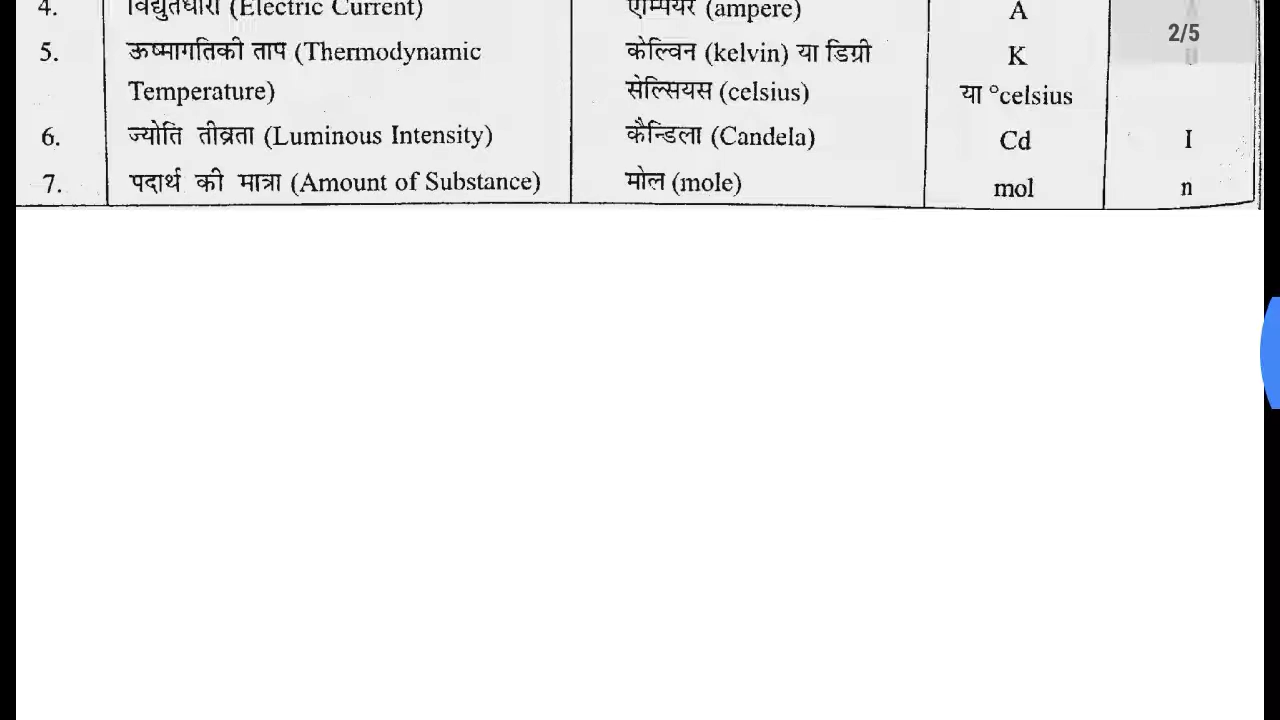 4. विद्युतधारा (Electric Current) एम्पियर (ampere) A
2/5
5. ऊष्मागतिकी ताप (Thermodynamic केल्विन (kelvin) या डिग्री K
Temperature) सेल्सियस (celsius) या °celsius
6. ज्योति तीव्रता (Luminous Intensity) कैन्डिला (Candela) Cd I
7. पदार्थ की मात्रा (Amount of Substance) मोल (mole) mol n